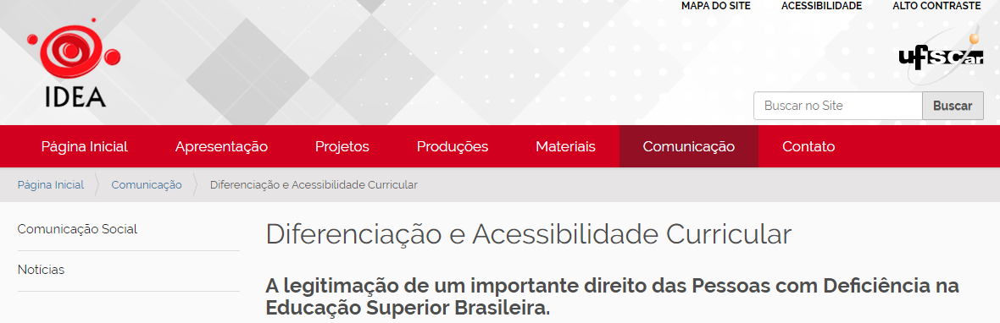 MAPA DO SITE ACESSIBILIDADE ALTO CONTRASTE
IDEA
ufscar
Buscar no Site Buscar
Página Inicial Apresentação Projetos Produções Materiais Comunicação Contato
Página Inicial Comunicação Diferenciação e Acessibilidade Curricular
Comunicação Social
Notícias
Diferenciação e Acessibilidade Curricular
A legitimação de um importante direito das Pessoas com Deficiência na
Educação Superior Brasileira.